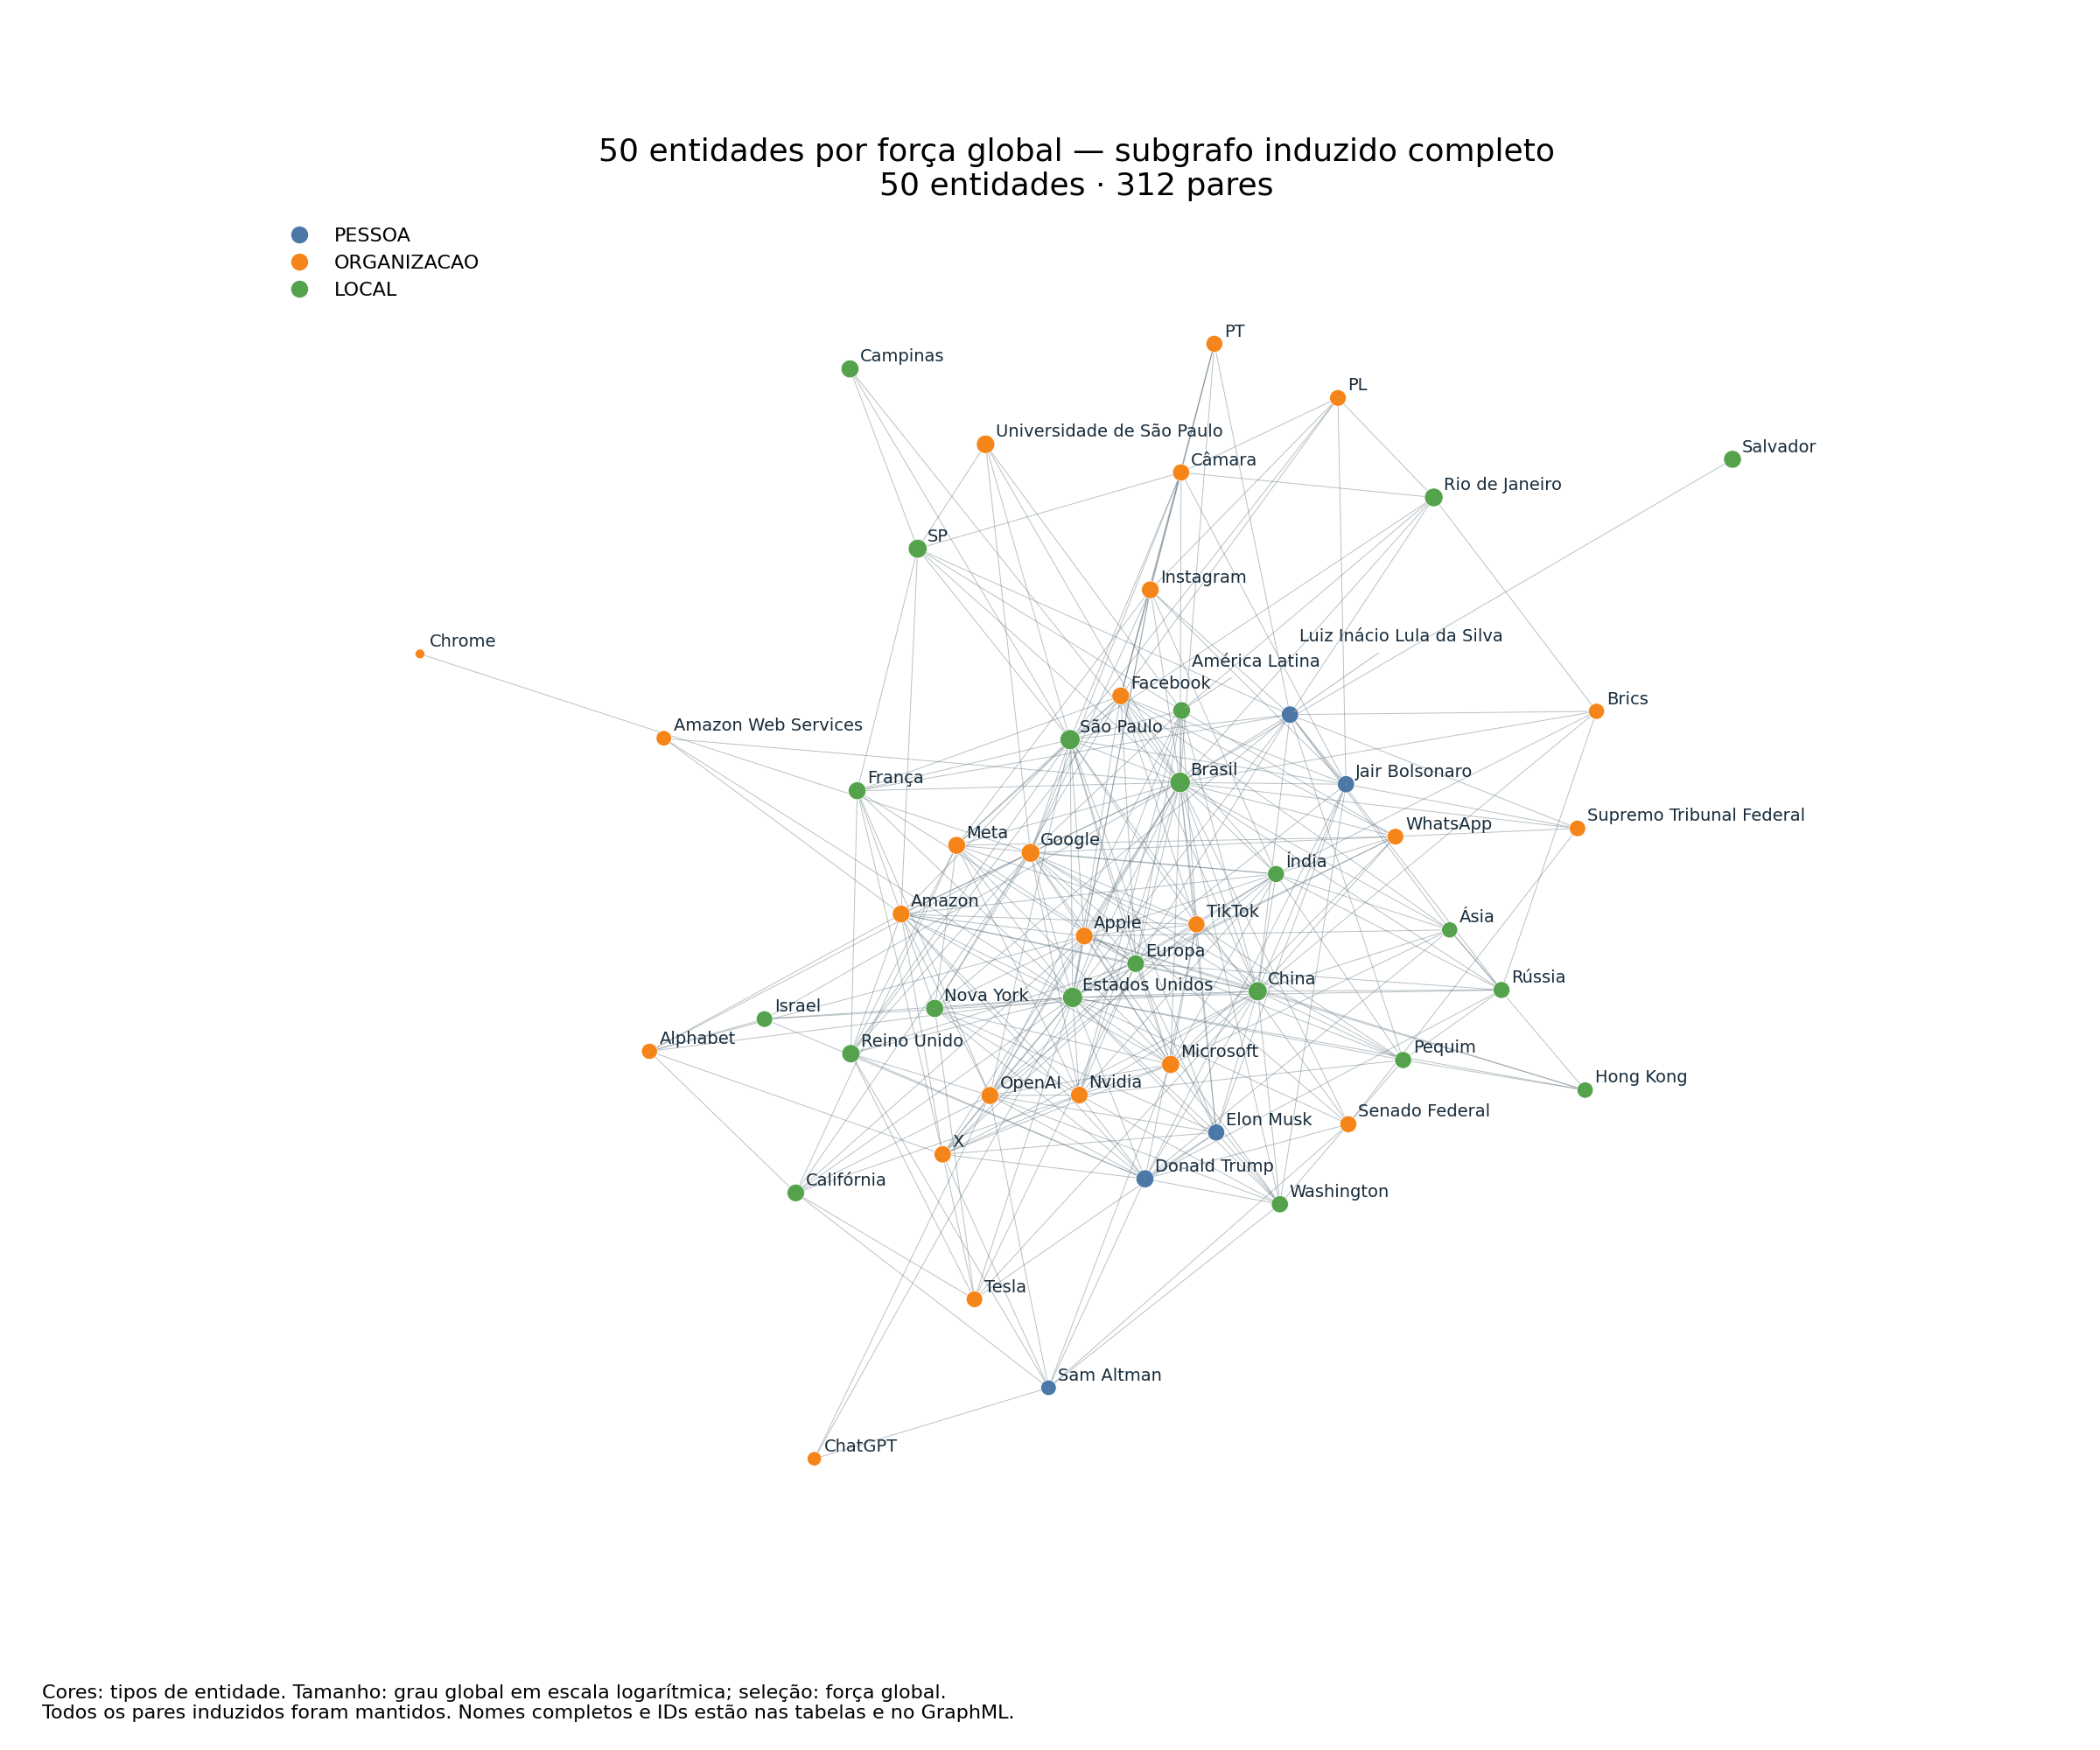 50 entidades por força global — subgrafo induzido completo
50 entidades · 312 pares
PESSOA
ORGANIZACAO
LOCAL
PT
Campinas
PL
Universidade de São Paulo
Salvador
Câmara
Rio de Janeiro
SP
Instagram
Luiz Inácio Lula da Silva
Chrome
América Latina
Facebook
Brics
Amazon Web Services
São Paulo
Brasil
Jair Bolsonaro
França
Supremo Tribunal Federal
WhatsApp
Meta
Google
Índia
Amazon
TikTok
Ásia
Apple
Europa
China
Rússia
Estados Unidos
Nova York
Israel
Alphabet
Reino Unido
Microsoft
Pequim
Hong Kong
OpenAI
Nvidia
Senado Federal
Elon Musk
X
Donald Trump
Califórnia
Washington
Tesla
Sam Altman
ChatGPT
Cores: tipos de entidade. Tamanho: grau global em escala logarítmica; seleção: força global.
Todos os pares induzidos foram mantidos. Nomes completos e IDs estão nas tabelas e no GraphML.